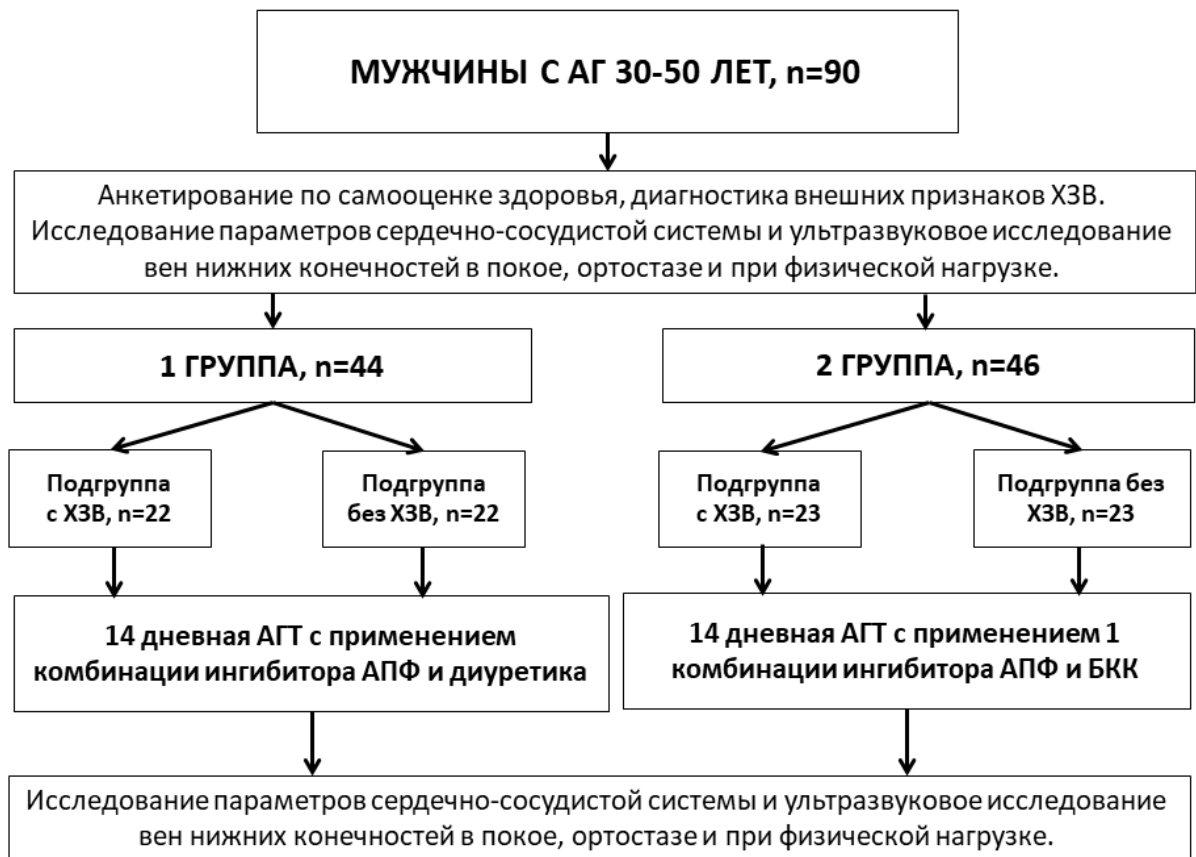 МУЖЧИНЫ С АГ 30-50 ЛЕТ, n=90
Анкетирование по самооценке здоровья, диагностика внешних признаков ХЗВ.
Исследование параметров сердечно-сосудистой системы и ультразвуковое исследование
вен нижних конечностей в покое, ортостазе и при физической нагрузке.
1 ГРУППА, n=44
2 ГРУППА, n=46
Подгруппа
с ХЗВ, n=22
Подгруппа
без ХЗВ, n=22
Подгруппа
с ХЗВ, n=23
Подгруппа без
ХЗВ, n=23
14 дневная АГТ с применением
комбинации ингибитора АПФ и диуретика
14 дневная АГТ с применением 1
комбинации ингибитора АПФ и БКК
Исследование параметров сердечно-сосудистой системы и ультразвуковое исследование
вен нижних конечностей в покое, ортостазе и при физической нагрузке.